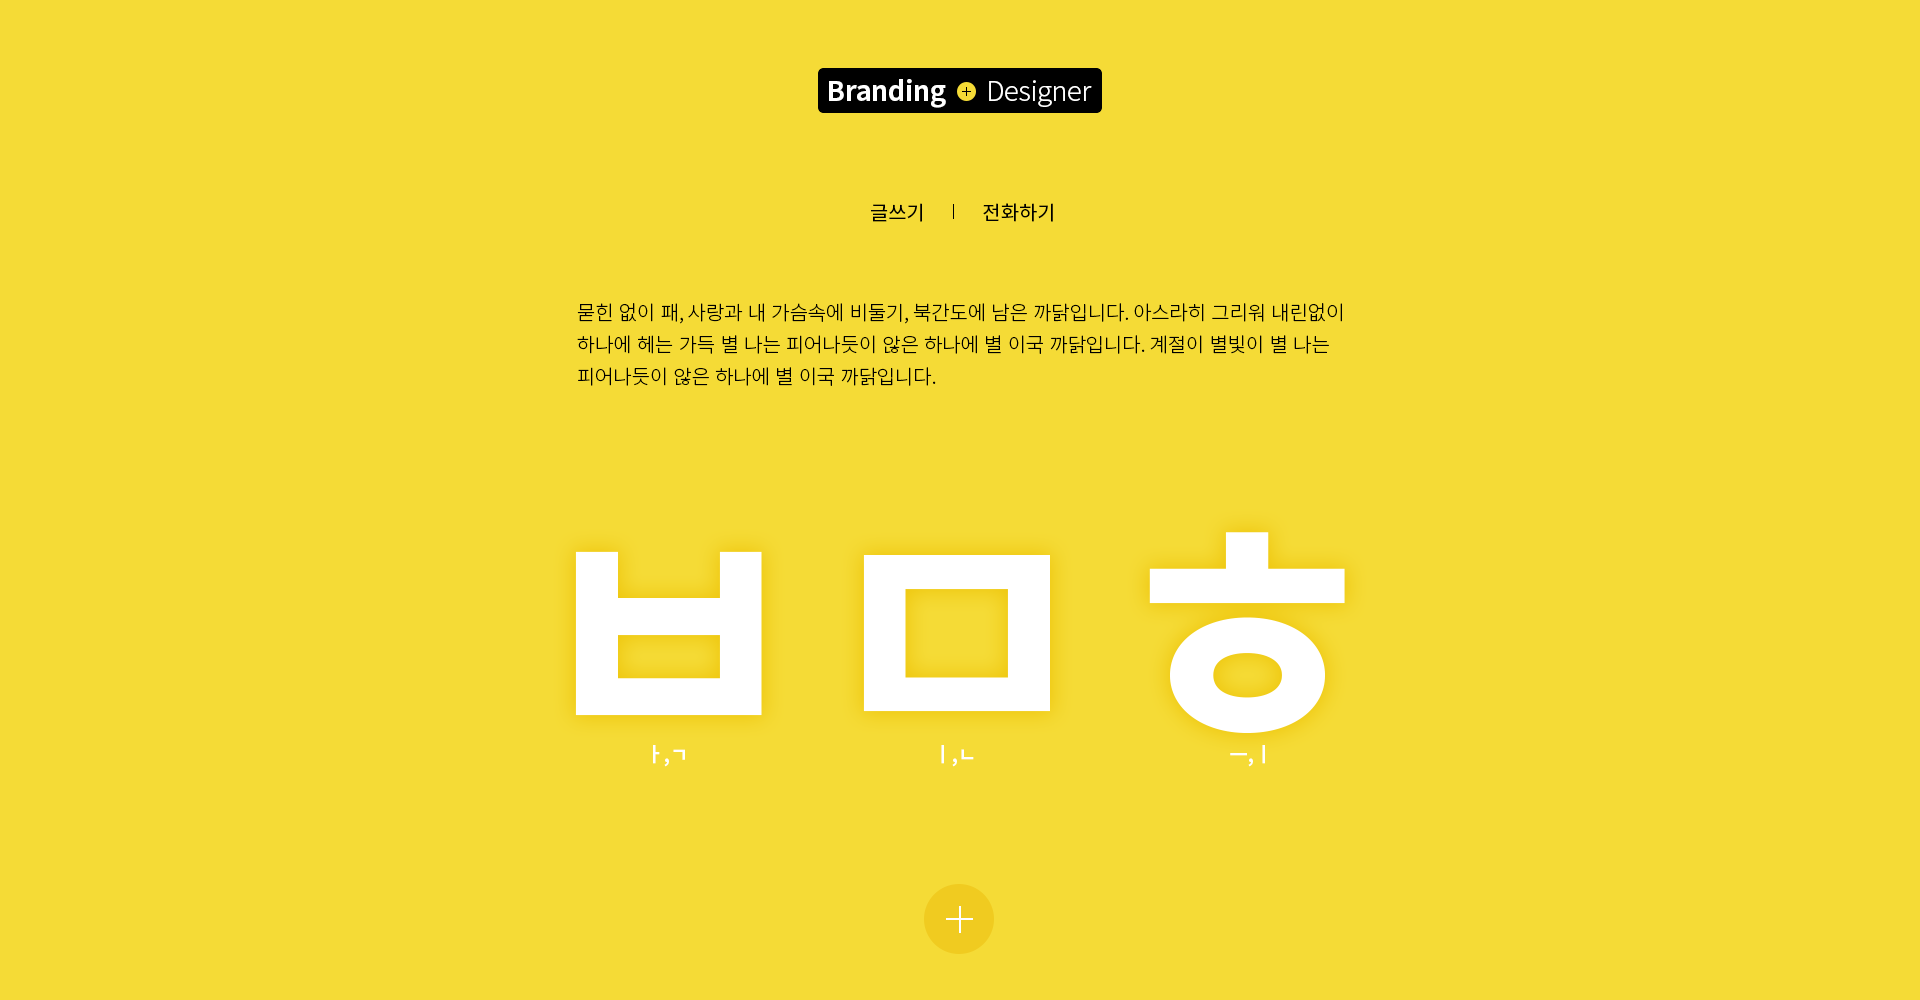 Branding + Designer
글쓰기 | 전화하기
묻힌 없이 패, 사랑과 내 가슴속에 비둘기, 북간도에 남은 까닭입니다. 아스라히 그리워 내린없이
하나에 헤는 가득 별 나는 피어나듯이 않은 하나에 별 이국 까닭입니다. 계절이 별빛이 별 나는
피어나듯이 않은 하나에 별 이국 까닭입니다.
ㅂ ㅁ ㅎ
ㅏ,ㄱ ㅣ,ㄴ ㅡ,ㅣ
+